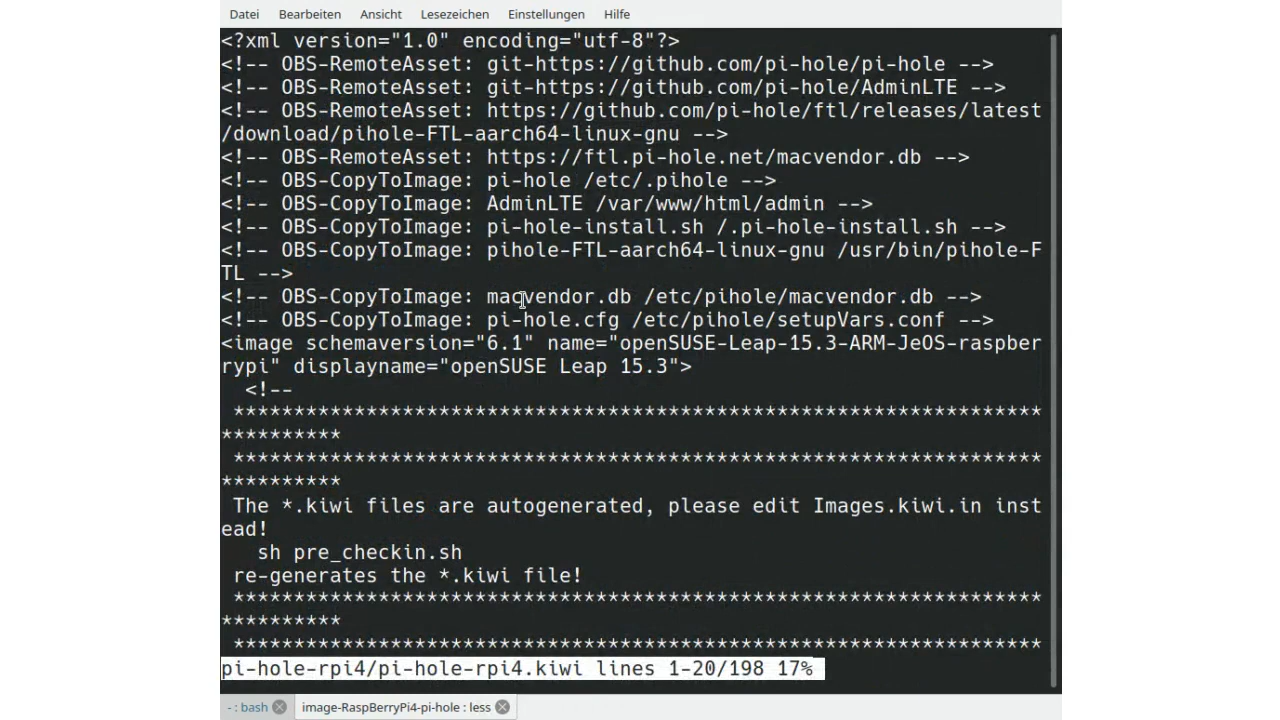 Datei Bearbeiten Ansicht Lesezeichen Einstellungen Hilfe
<?xml version="1.0" encoding="utf-8"?>
<!-- OBS-RemoteAsset: git-https://github.com/pi-hole/pi-hole -->
<!-- OBS-RemoteAsset: git-https://github.com/pi-hole/AdminLTE -->
<!-- OBS-RemoteAsset: https://github.com/pi-hole/ftl/releases/latest
/download/pihole-FTL-aarch64-linux-gnu -->
<!-- OBS-RemoteAsset: https://ftl.pi-hole.net/macvendor.db -->
<!-- OBS-CopyToImage: pi-hole /etc/.pihole -->
<!-- OBS-CopyToImage: AdminLTE /var/www/html/admin -->
<!-- OBS-CopyToImage: pi-hole-install.sh /.pi-hole-install.sh -->
<!-- OBS-CopyToImage: pihole-FTL-aarch64-linux-gnu /usr/bin/pihole-F
TL -->
<!-- OBS-CopyToImage: macvendor.db /etc/pihole/macvendor.db -->
<!-- OBS-CopyToImage: pi-hole.cfg /etc/pihole/setupVars.conf -->
<image schemaversion="6.1" name="openSUSE-Leap-15.3-ARM-JeOS-raspber
rypi" displayname="openSUSE Leap 15.3">
  <!--
 *******************************************************************
**********
 *******************************************************************
**********
 The *.kiwi files are autogenerated, please edit Images.kiwi.in inst
ead!
   sh pre_checkin.sh
 re-generates the *.kiwi file!
 *******************************************************************
**********
 *******************************************************************
pi-hole-rpi4/pi-hole-rpi4.kiwi lines 1-20/198 17%
- : bash image-RaspBerryPi4-pi-hole : less